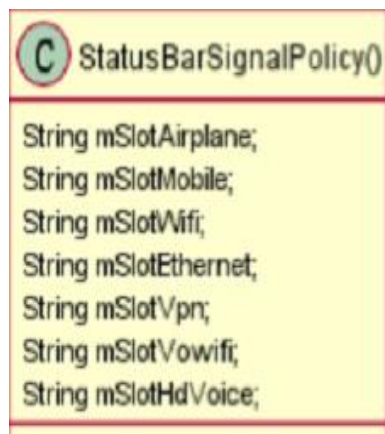 C StatusBarSignalPolicy()
String mSlotAirplane;
String mSlotMobile;
String mSlotWifi;
String mSlotEthernet;
String mSlotVpn;
String mSlotVowifi;
String mSlotHdVoice;